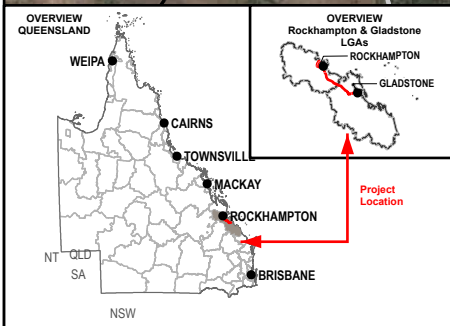 OVERVIEW
QUEENSLAND
WEIPA
CAIRNS
TOWNSVILLE
MACKAY
ROCKHAMPTON
BRISBANE
NT
QLD
SA
NSW
OVERVIEW
Rockhampton & Gladstone
LGAs
ROCKHAMPTON
GLADSTONE
Project
Location